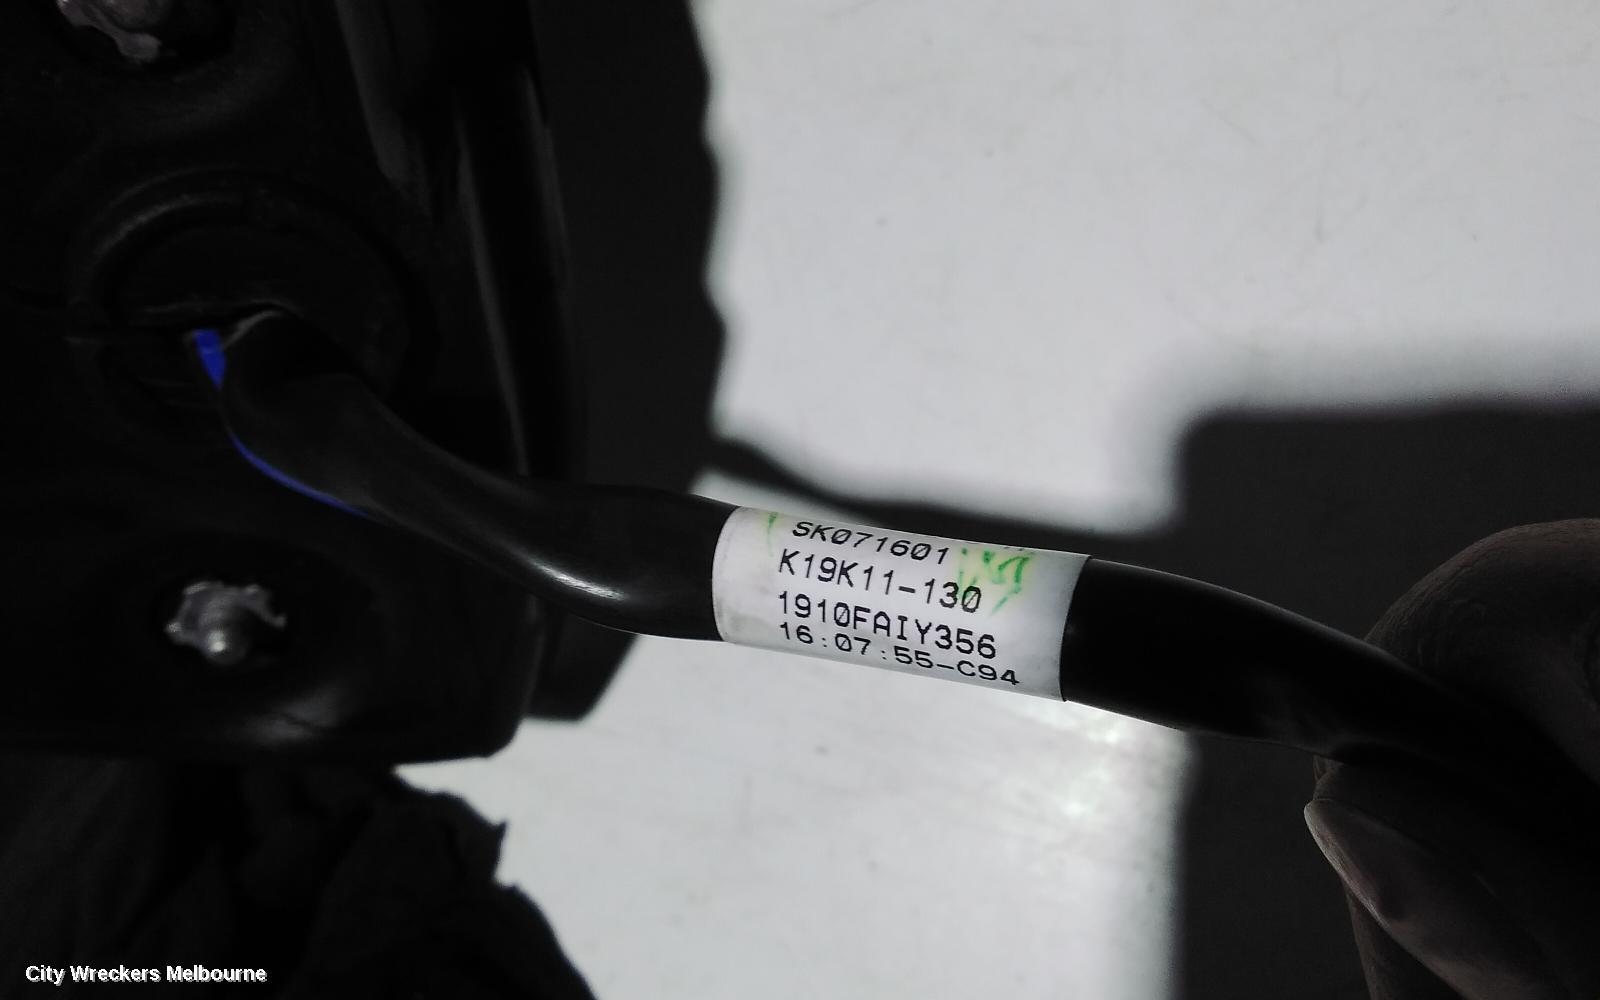 SK071601
K19K11-130
1910FAIY356
16:07:55-C94
City Wreckers Melbourne